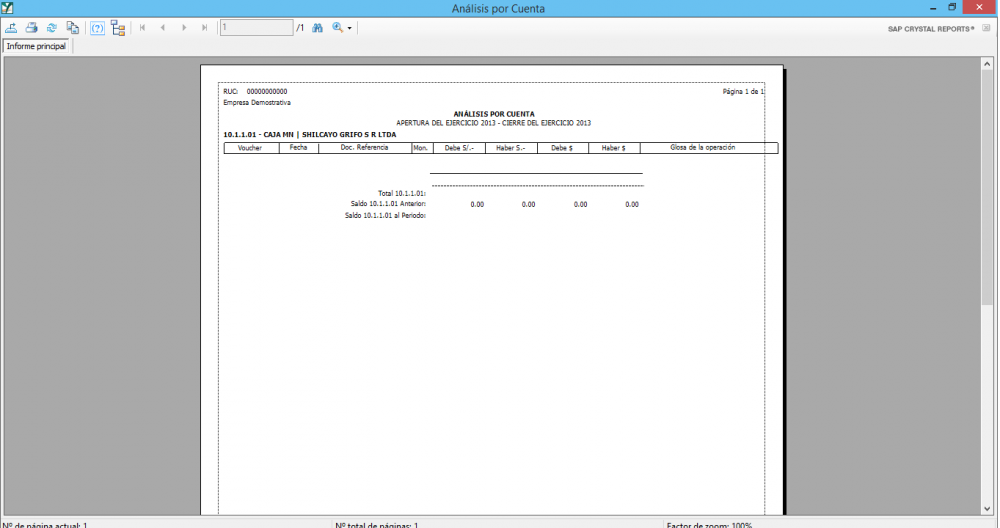 Análisis por Cuenta
1 /1 SAP CRYSTAL REPORTS®
Informe principal
RUC: 00000000000 Página 1 de 1
Empresa Demostrativa
ANÁLISIS POR CUENTA
APERTURA DEL EJERCICIO 2013 - CIERRE DEL EJERCICIO 2013
10.1.1.01 - CAJA MN | SHILCAYO GRIFO S R LTDA
Voucher Fecha Doc. Referencia Mon. Debe S/.- Haber S.- Debe $ Haber $ Glosa de la operación
Total 10.1.1.01:
Saldo 10.1.1.01 Anterior: 0.00 0.00 0.00 0.00
Saldo 10.1.1.01 al Periodo:
Nº de página actual: 1 Nº total de páginas: 1 Factor de zoom: 100%